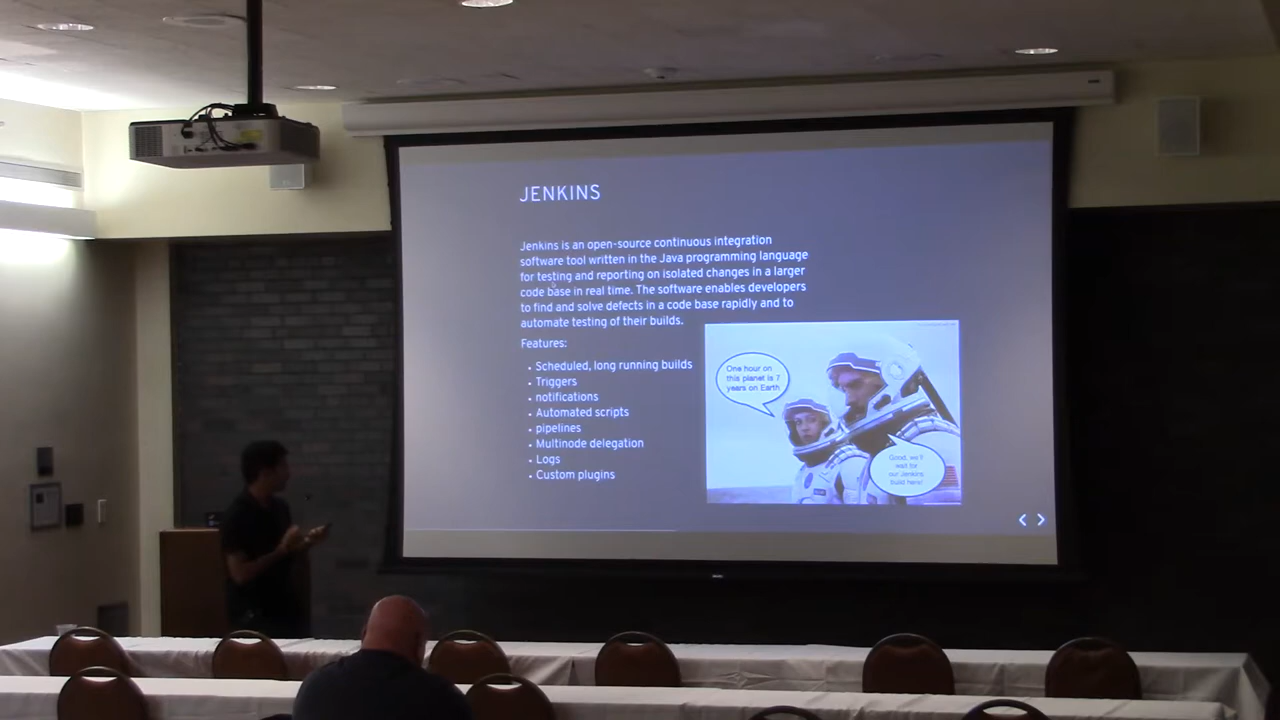 JENKINS
Jenkins is an open-source continuous integration
software tool written in the Java programming language
for testing and reporting on isolated changes in a larger
code base in real time. The software enables developers
to find and solve defects in a code base rapidly and to
automate testing of their builds.
Features:
• Scheduled, long running builds
• Triggers
• notifications
• Automated scripts
• pipelines
• Multinode delegation
• Logs
• Custom plugins
One hour on
this planet is 7
years on Earth
Good, we'll
wait for
our Jenkins
build here!